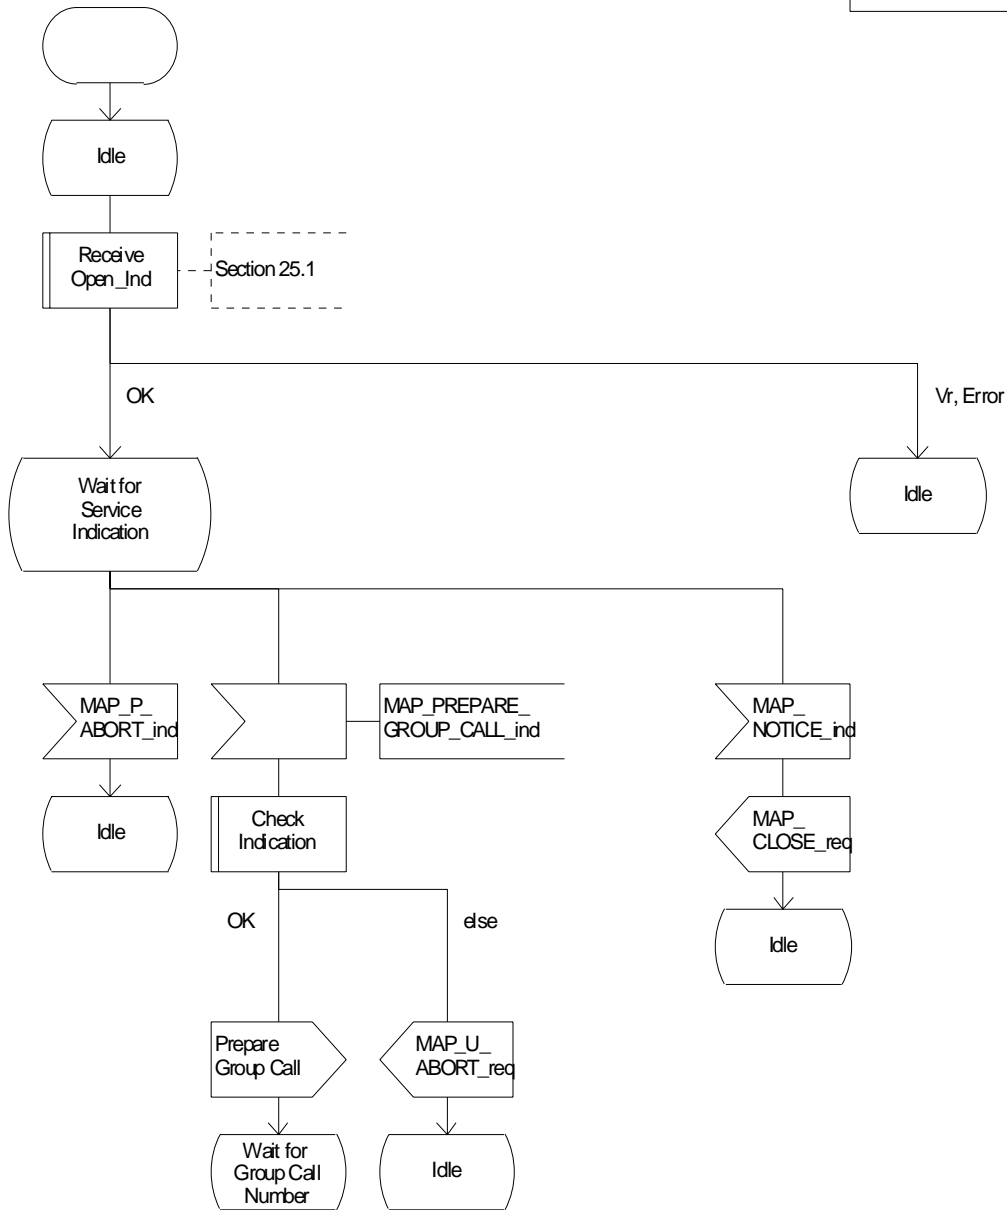 Idle
Receive
Open_Ind
Section 25.1
OK
Vr, Error
Wait for
Service
Indication
Idle
MAP_P_
ABORT_ind
MAP_PREPARE_
GROUP_CALL_ind
MAP_
NOTICE_ind
Idle
Check
Indication
MAP_
CLOSE_req
OK
else
Idle
Prepare
Group Call
MAP_U_
ABORT_req
Wait for
Group Call
Number
Idle